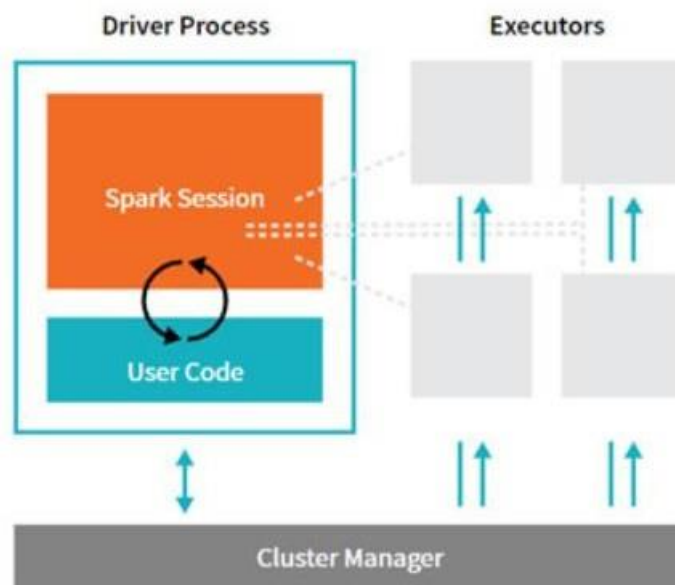 Driver Process
Executors
Spark Session
User Code
Cluster Manager